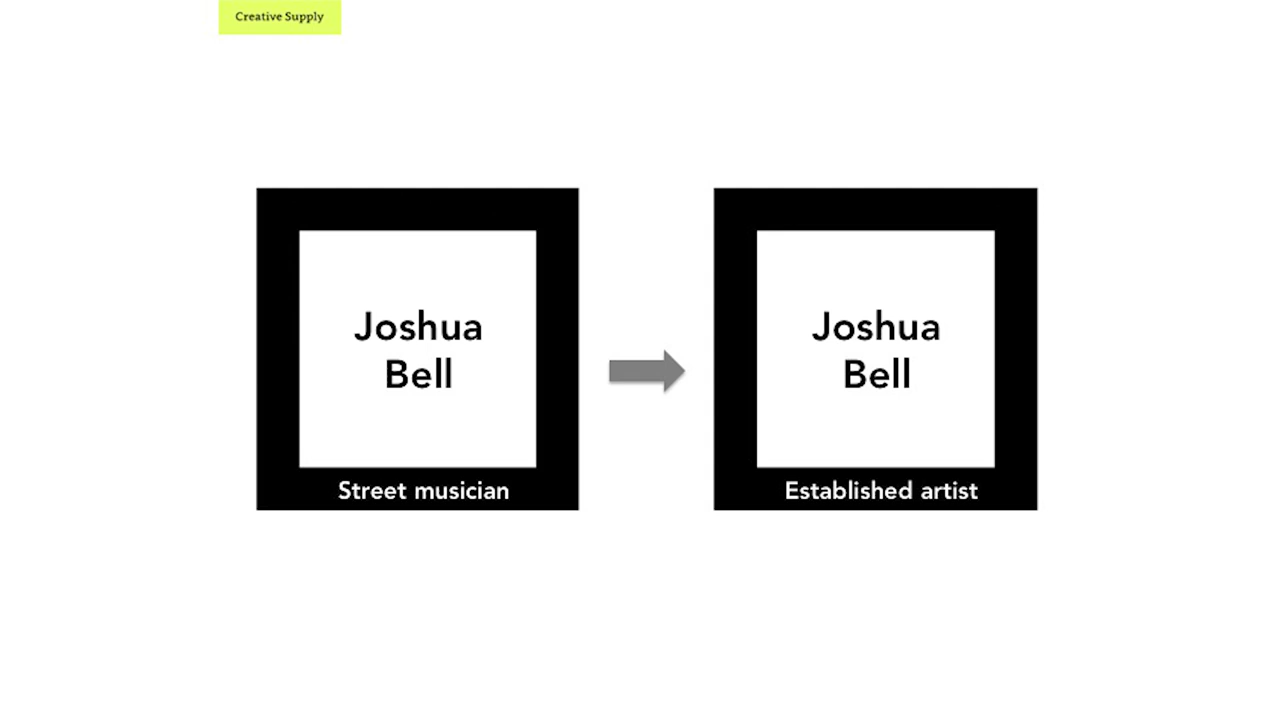 Creative Supply
Joshua
Bell
Street musician
Joshua
Bell
Established artist